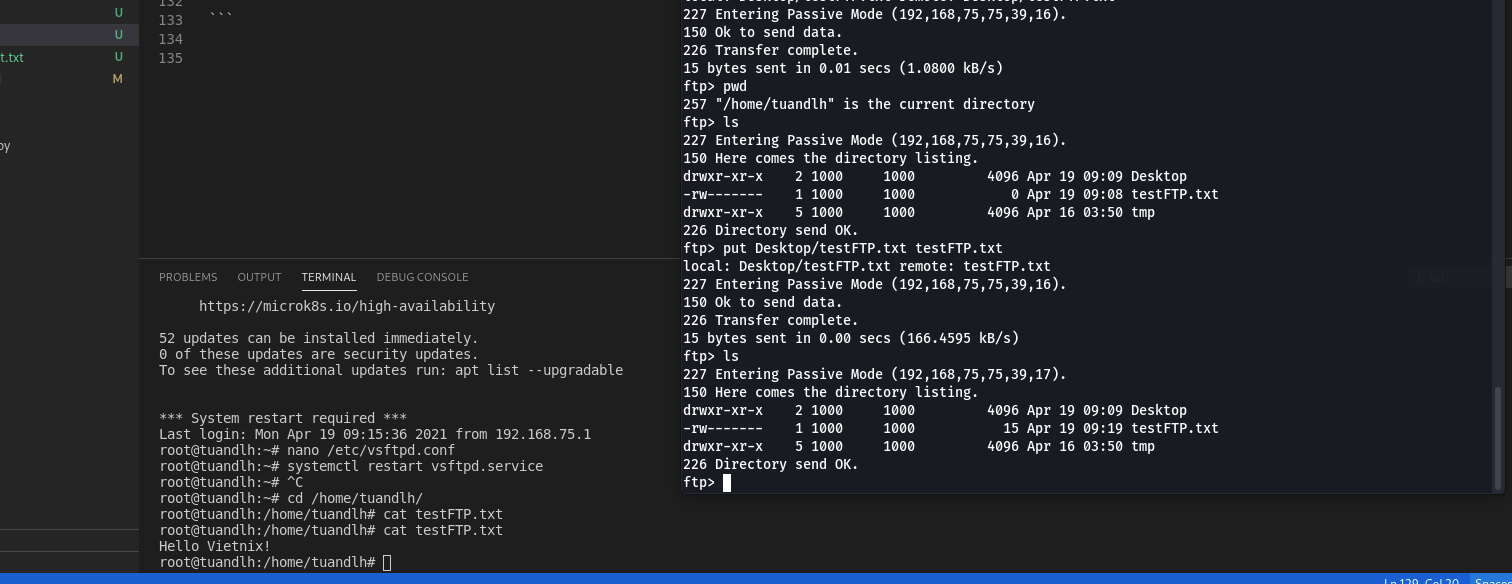 U
U
t.txt U
M
py
132
133 ```
134
135
PROBLEMS OUTPUT TERMINAL DEBUG CONSOLE
https://microk8s.io/high-availability
52 updates can be installed immediately.
0 of these updates are security updates.
To see these additional updates run: apt list --upgradable
*** System restart required ***
Last login: Mon Apr 19 09:15:36 2021 from 192.168.75.1
root@tuandlh:~# nano /etc/vsftpd.conf
root@tuandlh:~# systemctl restart vsftpd.service
root@tuandlh:~# ^C
root@tuandlh:~# cd /home/tuandlh/
root@tuandlh:/home/tuandlh# cat testFTP.txt
root@tuandlh:/home/tuandlh# cat testFTP.txt
Hello Vietnix!
root@tuandlh:/home/tuandlh#
227 Entering Passive Mode (192,168,75,75,39,16).
150 Ok to send data.
226 Transfer complete.
15 bytes sent in 0.01 secs (1.0800 kB/s)
ftp> pwd
257 "/home/tuandlh" is the current directory
ftp> ls
227 Entering Passive Mode (192,168,75,75,39,16).
150 Here comes the directory listing.
drwxr-xr-x    2 1000     1000         4096 Apr 19 09:09 Desktop
-rw-------    1 1000     1000            0 Apr 19 09:08 testFTP.txt
drwxr-xr-x    5 1000     1000         4096 Apr 16 03:50 tmp
226 Directory send OK.
ftp> put Desktop/testFTP.txt testFTP.txt
local: Desktop/testFTP.txt remote: testFTP.txt
227 Entering Passive Mode (192,168,75,75,39,16).
150 Ok to send data.
226 Transfer complete.
15 bytes sent in 0.00 secs (166.4595 kB/s)
ftp> ls
227 Entering Passive Mode (192,168,75,75,39,17).
150 Here comes the directory listing.
drwxr-xr-x    2 1000     1000         4096 Apr 19 09:09 Desktop
-rw-------    1 1000     1000           15 Apr 19 09:19 testFTP.txt
drwxr-xr-x    5 1000     1000         4096 Apr 16 03:50 tmp
226 Directory send OK.
ftp>
Ln 129, Col 20